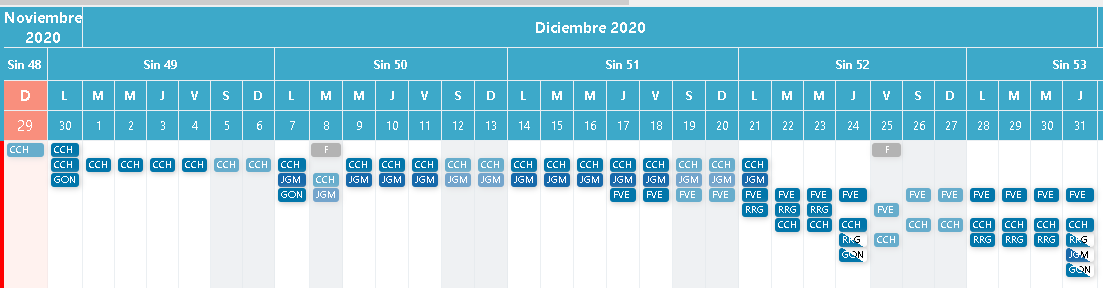 Noviembre 2020
Diciembre 2020
Sin 48 Sin 49 Sin 50 Sin 51 Sin 52 Sin 53
D L M M J V S D L M J V S D L M M J V S D L M M J V S D L M M J
29 30 1 2 3 4 5 6 7 8 9 10 11 12 13 14 15 16 17 18 19 20 21 22 23 24 25 26 27 28 29 30 31
CCH CCH F F
CCH CCH CCH CCH CCH CCH CCH CCH CCH CCH CCH CCH CCH CCH CCH CCH CCH CCH CCH CCH CCH
GON JGM CCH JGM JGM JGM JGM JGM JGM JGM JGM JGM JGM JGM JGM JGM
GON JGM FVE FVE FVE FVE FVE FVE FVE FVE FVE FVE FVE FVE FVE FVE
RRG RRG RRG FVE
CCH CCH CCH CCH CCH CCH CCH CCH CCH
RRG CCH RRG RRG RRG RRG
GON JGM
GON